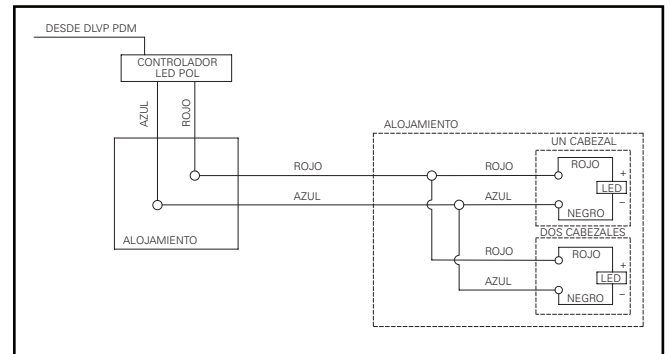 DESDE DLVP PDM
CONTROLADOR
LED POL
AZUL
ROJO
ALOJAMIENTO
ALOJAMIENTO
UN CABEZAL
ROJO
ROJO
ROJO
+
LED
AZUL
AZUL
–
NEGRO
DOS CABEZALES
ROJO
ROJO
+
LED
AZUL
–
NEGRO